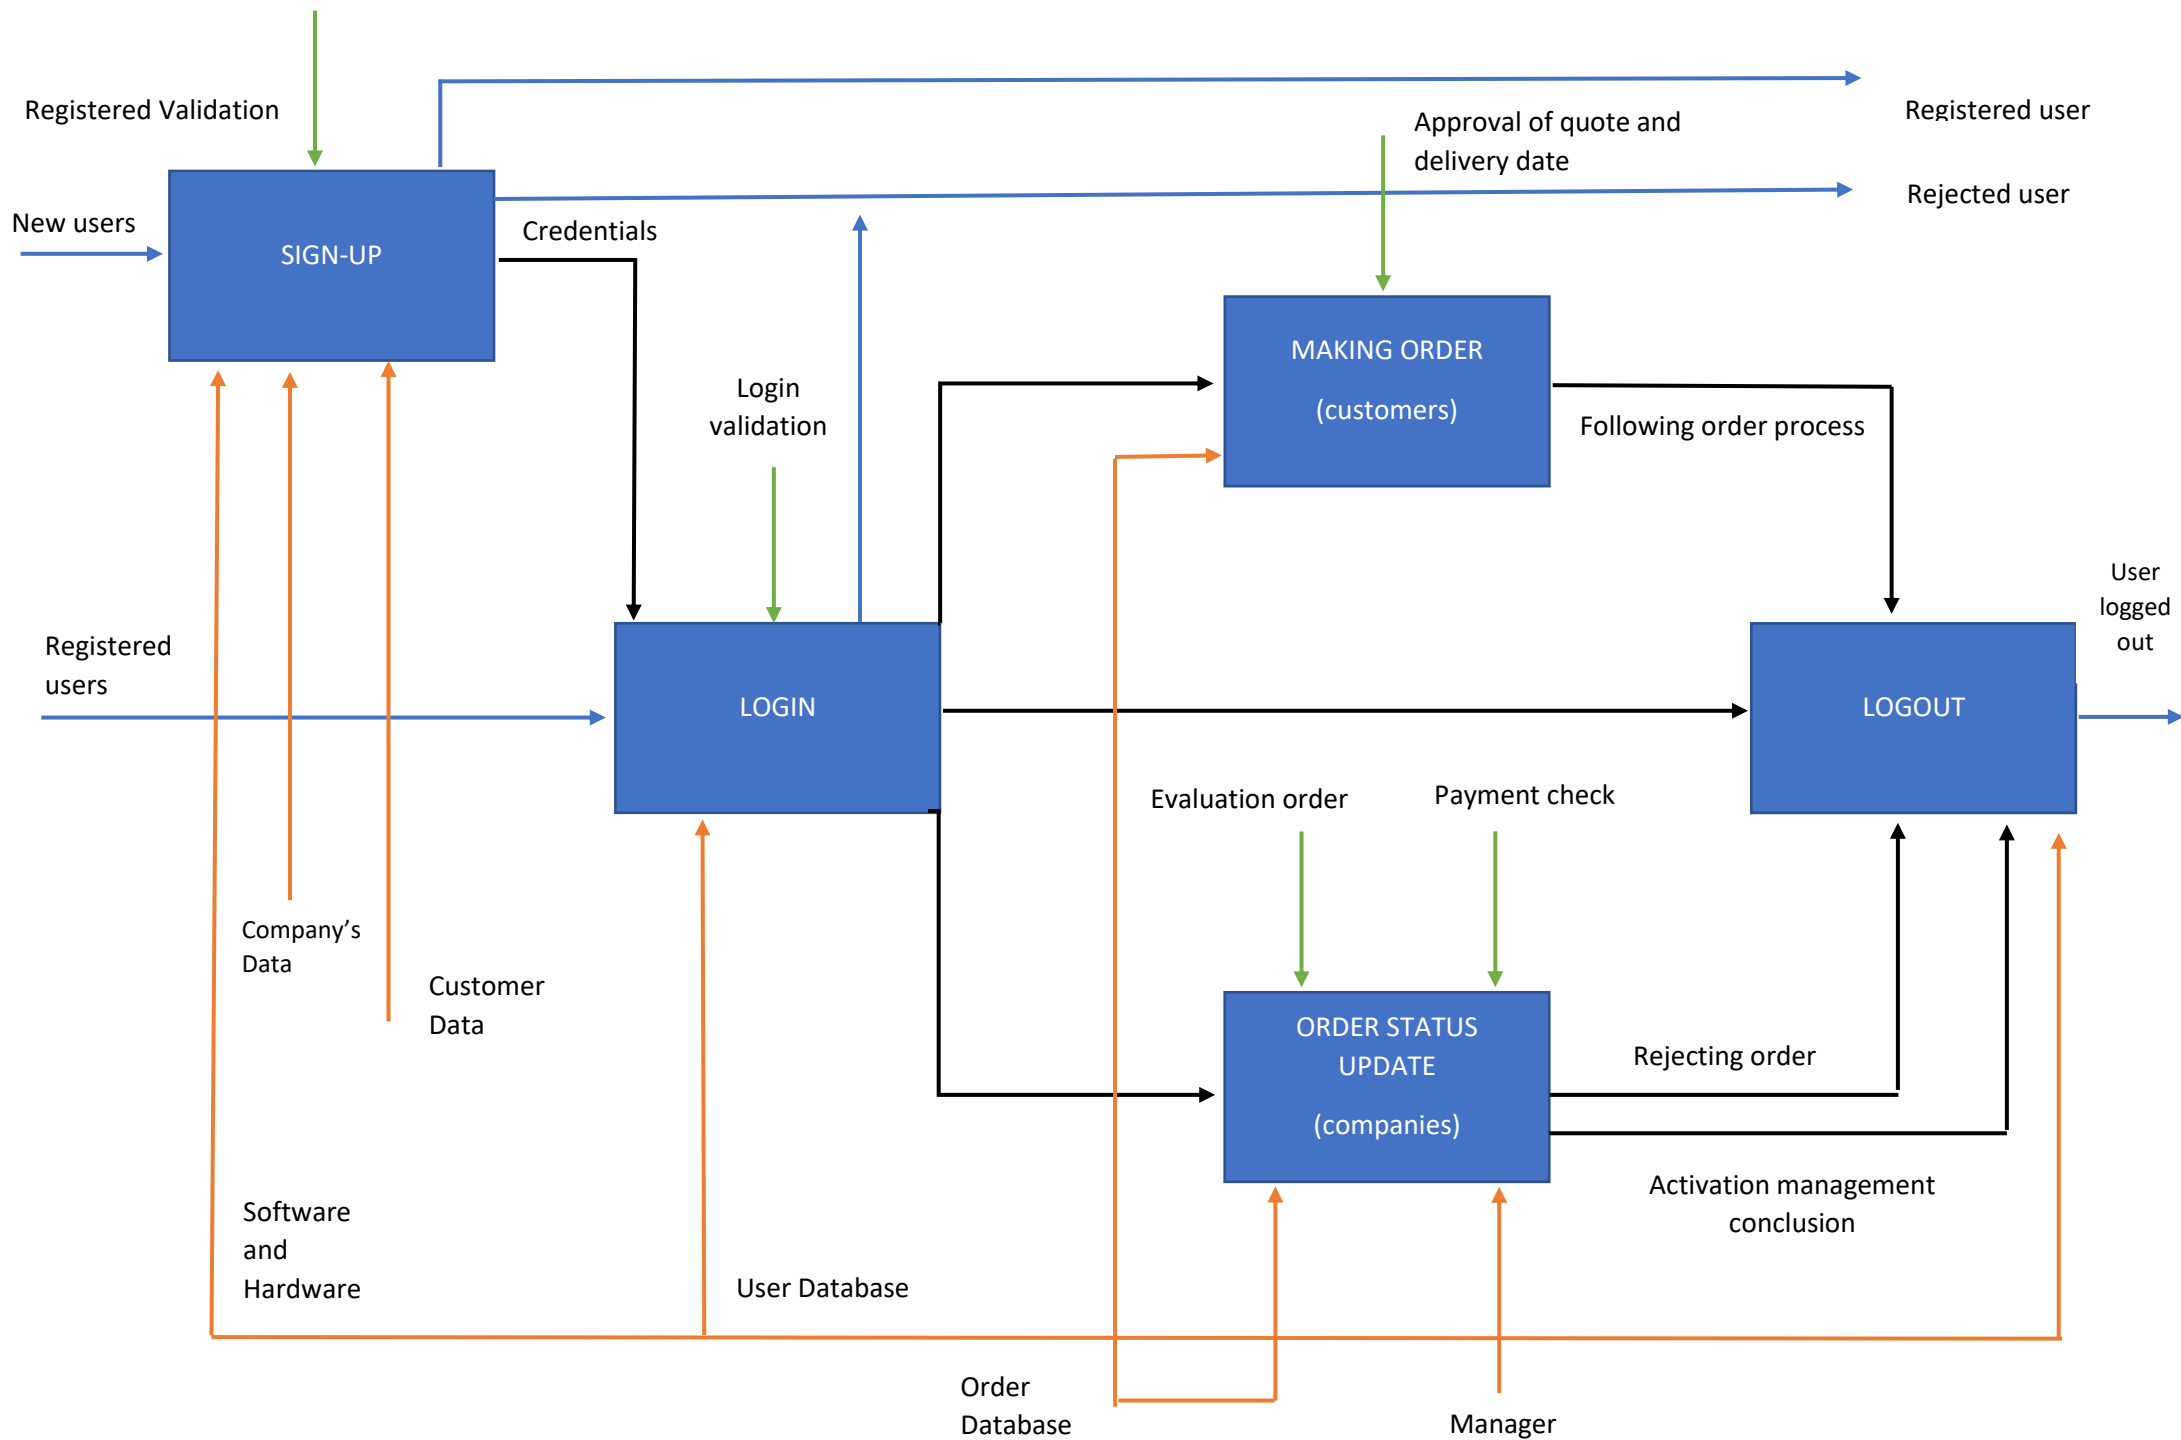 Registered Validation
Registered user
Approval of quote and
delivery date
Rejected user
New users
Credentials
SIGN-UP
MAKING ORDER
(customers)
Login
validation
Following order process
User
logged
out
Registered
users
LOGIN
LOGOUT
Evaluation order
Payment check
Company’s
Data
Customer
Data
ORDER STATUS
UPDATE
(companies)
Rejecting order
Activation management
conclusion
Software
and
Hardware
User Database
Order
Database
Manager